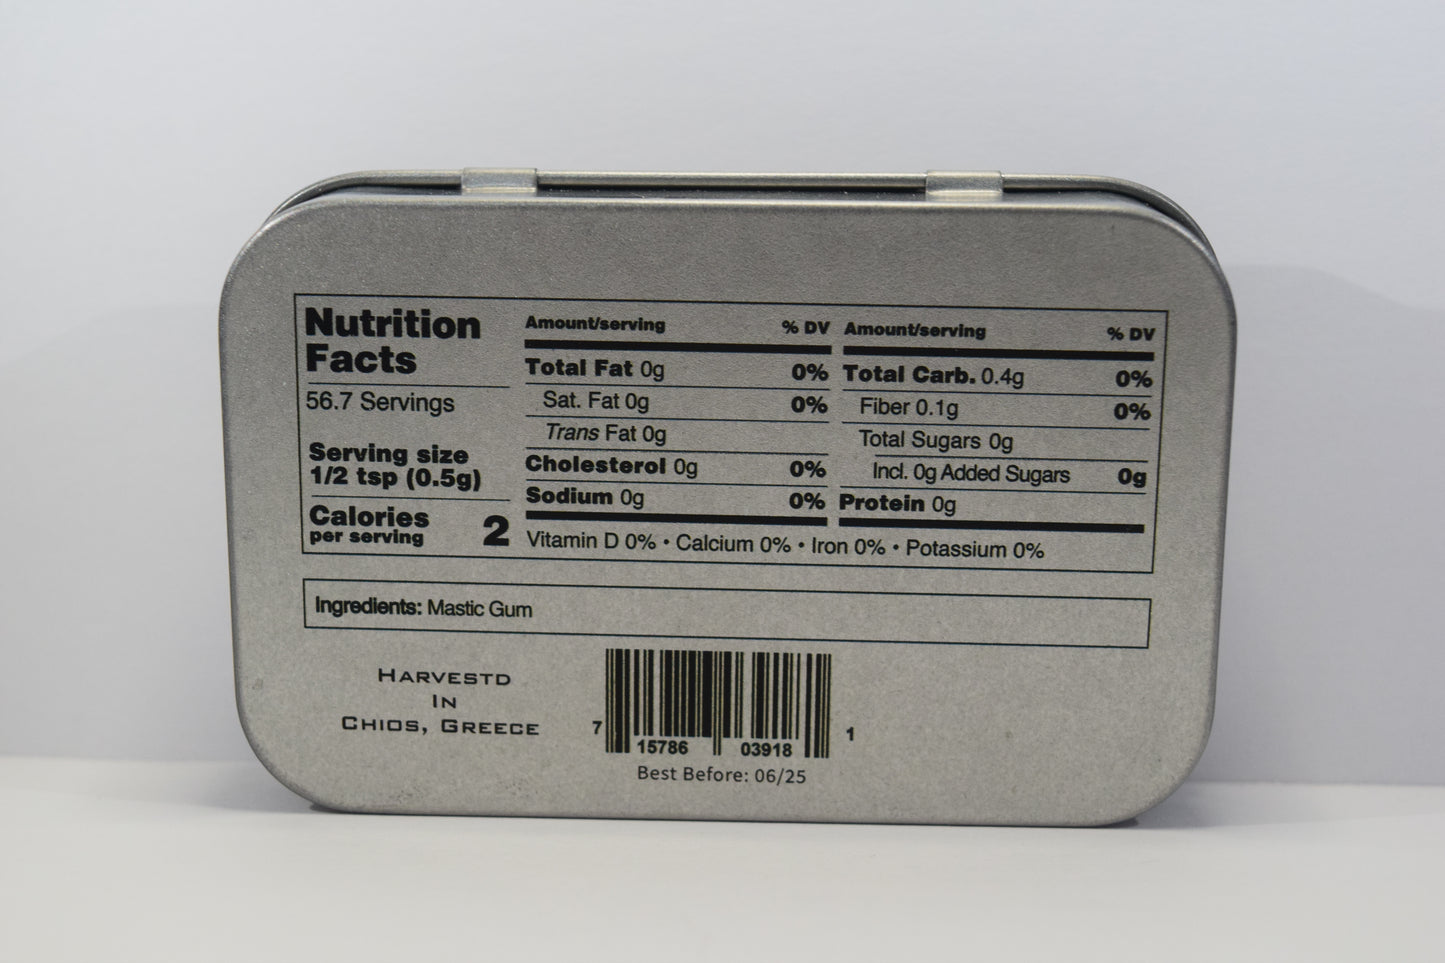 Nutrition
Facts
56.7 Servings
Serving size
1/2 tsp (0.5g)
Calories 2
per serving
Amount/serving % DV
Total Fat 0g 0%
Sat. Fat 0g 0%
Trans Fat 0g
Cholesterol 0g 0%
Sodium 0g 0%
Amount/serving % DV
Total Carb. 0.4g 0%
Fiber 0.1g 0%
Total Sugars 0g
Incl. 0g Added Sugars 0g
Protein 0g
Vitamin D 0% • Calcium 0% • Iron 0% • Potassium 0%
Ingredients: Mastic Gum
Harvestd
In
Chios, Greece
7 15786 03918 1
Best Before: 06/25